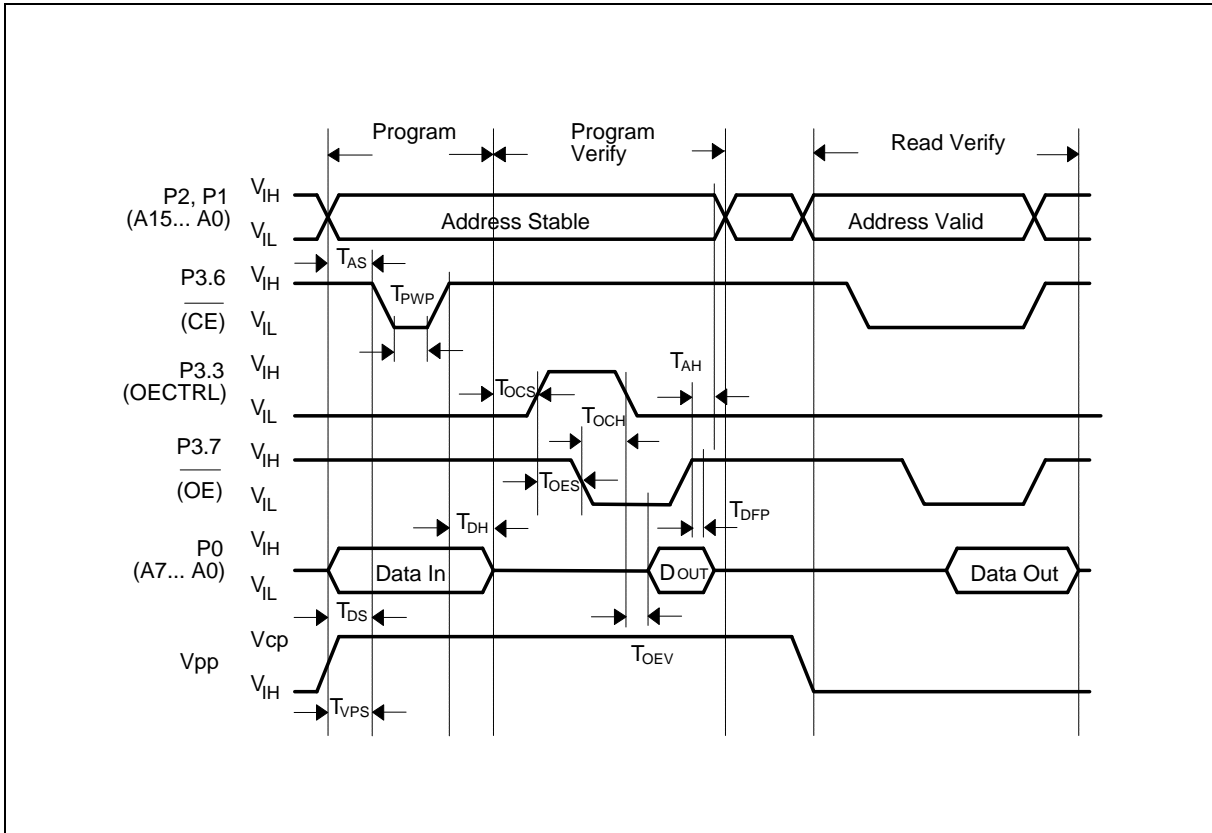 Program
Program
Verify
Read Verify
P2, P1
(A15... A0)
VIH
VIL
Address Stable
Address Valid
TAS
P3.6
(CE)
VIH
VIL
TPWP
P3.3
(OECTRL)
VIH
VIL
TOCS
TAH
TOCH
P3.7
(OE)
VIH
VIL
TOES
TDFP
TDH
P0
(A7... A0)
VIH
VIL
Data In
DOUT
Data Out
TDS
Vpp
Vcp
VIH
TOEV
TVPS